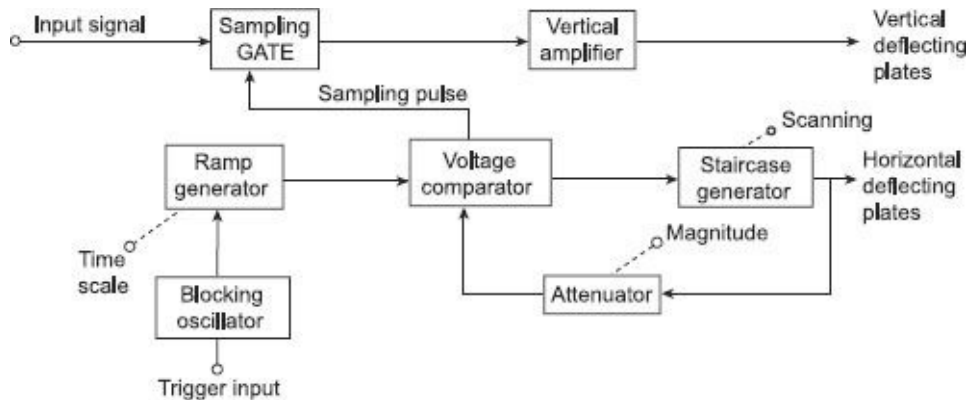 Input signal
Sampling
GATE
Vertical
amplifier
Vertical
deflecting
plates
Sampling pulse
Scanning
Ramp
generator
Voltage
comparator
Staircase
generator
Horizontal
deflecting
plates
Time
scale
Magnitude
Blocking
oscillator
Attenuator
Trigger input